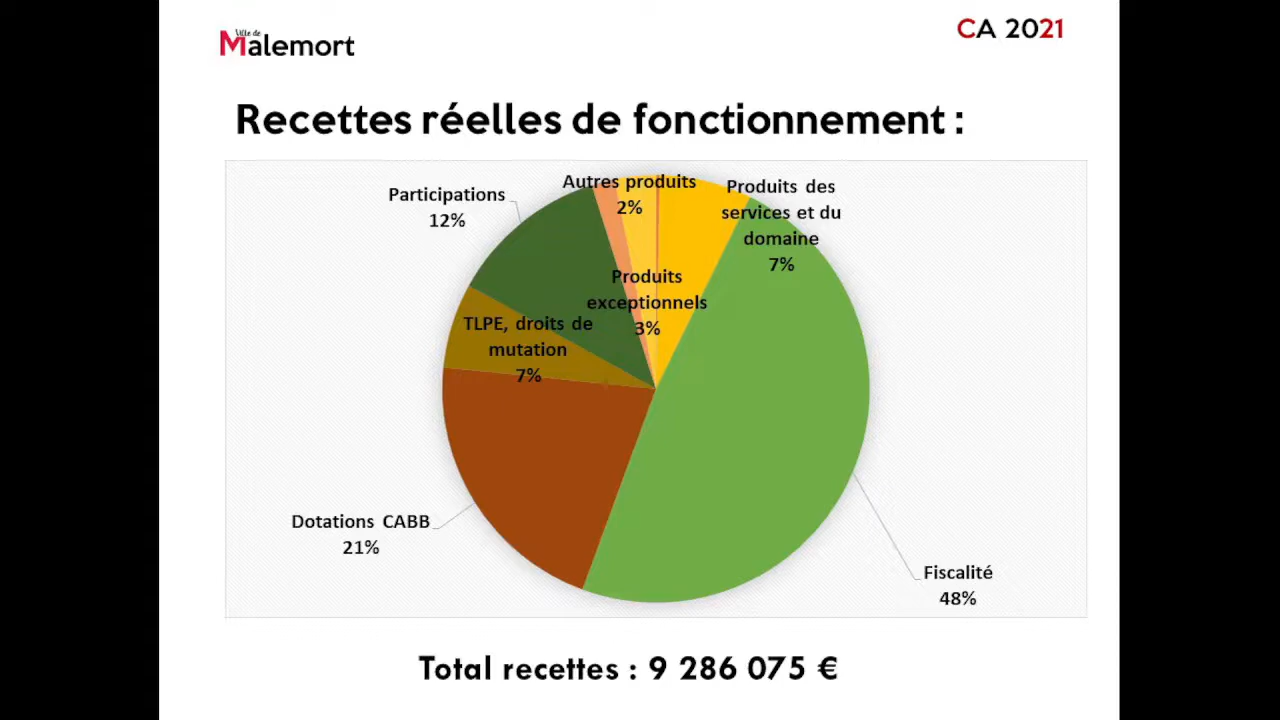 Ville de
Malemort
CA 2021
Recettes réelles de fonctionnement :
Participations
12%
Autres produits
2%
Produits des
services et du
domaine
7%
Produits
exceptionnels
3%
TLPE, droits de
mutation
7%
Dotations CABB
21%
Fiscalité
48%
Total recettes : 9 286 075 €